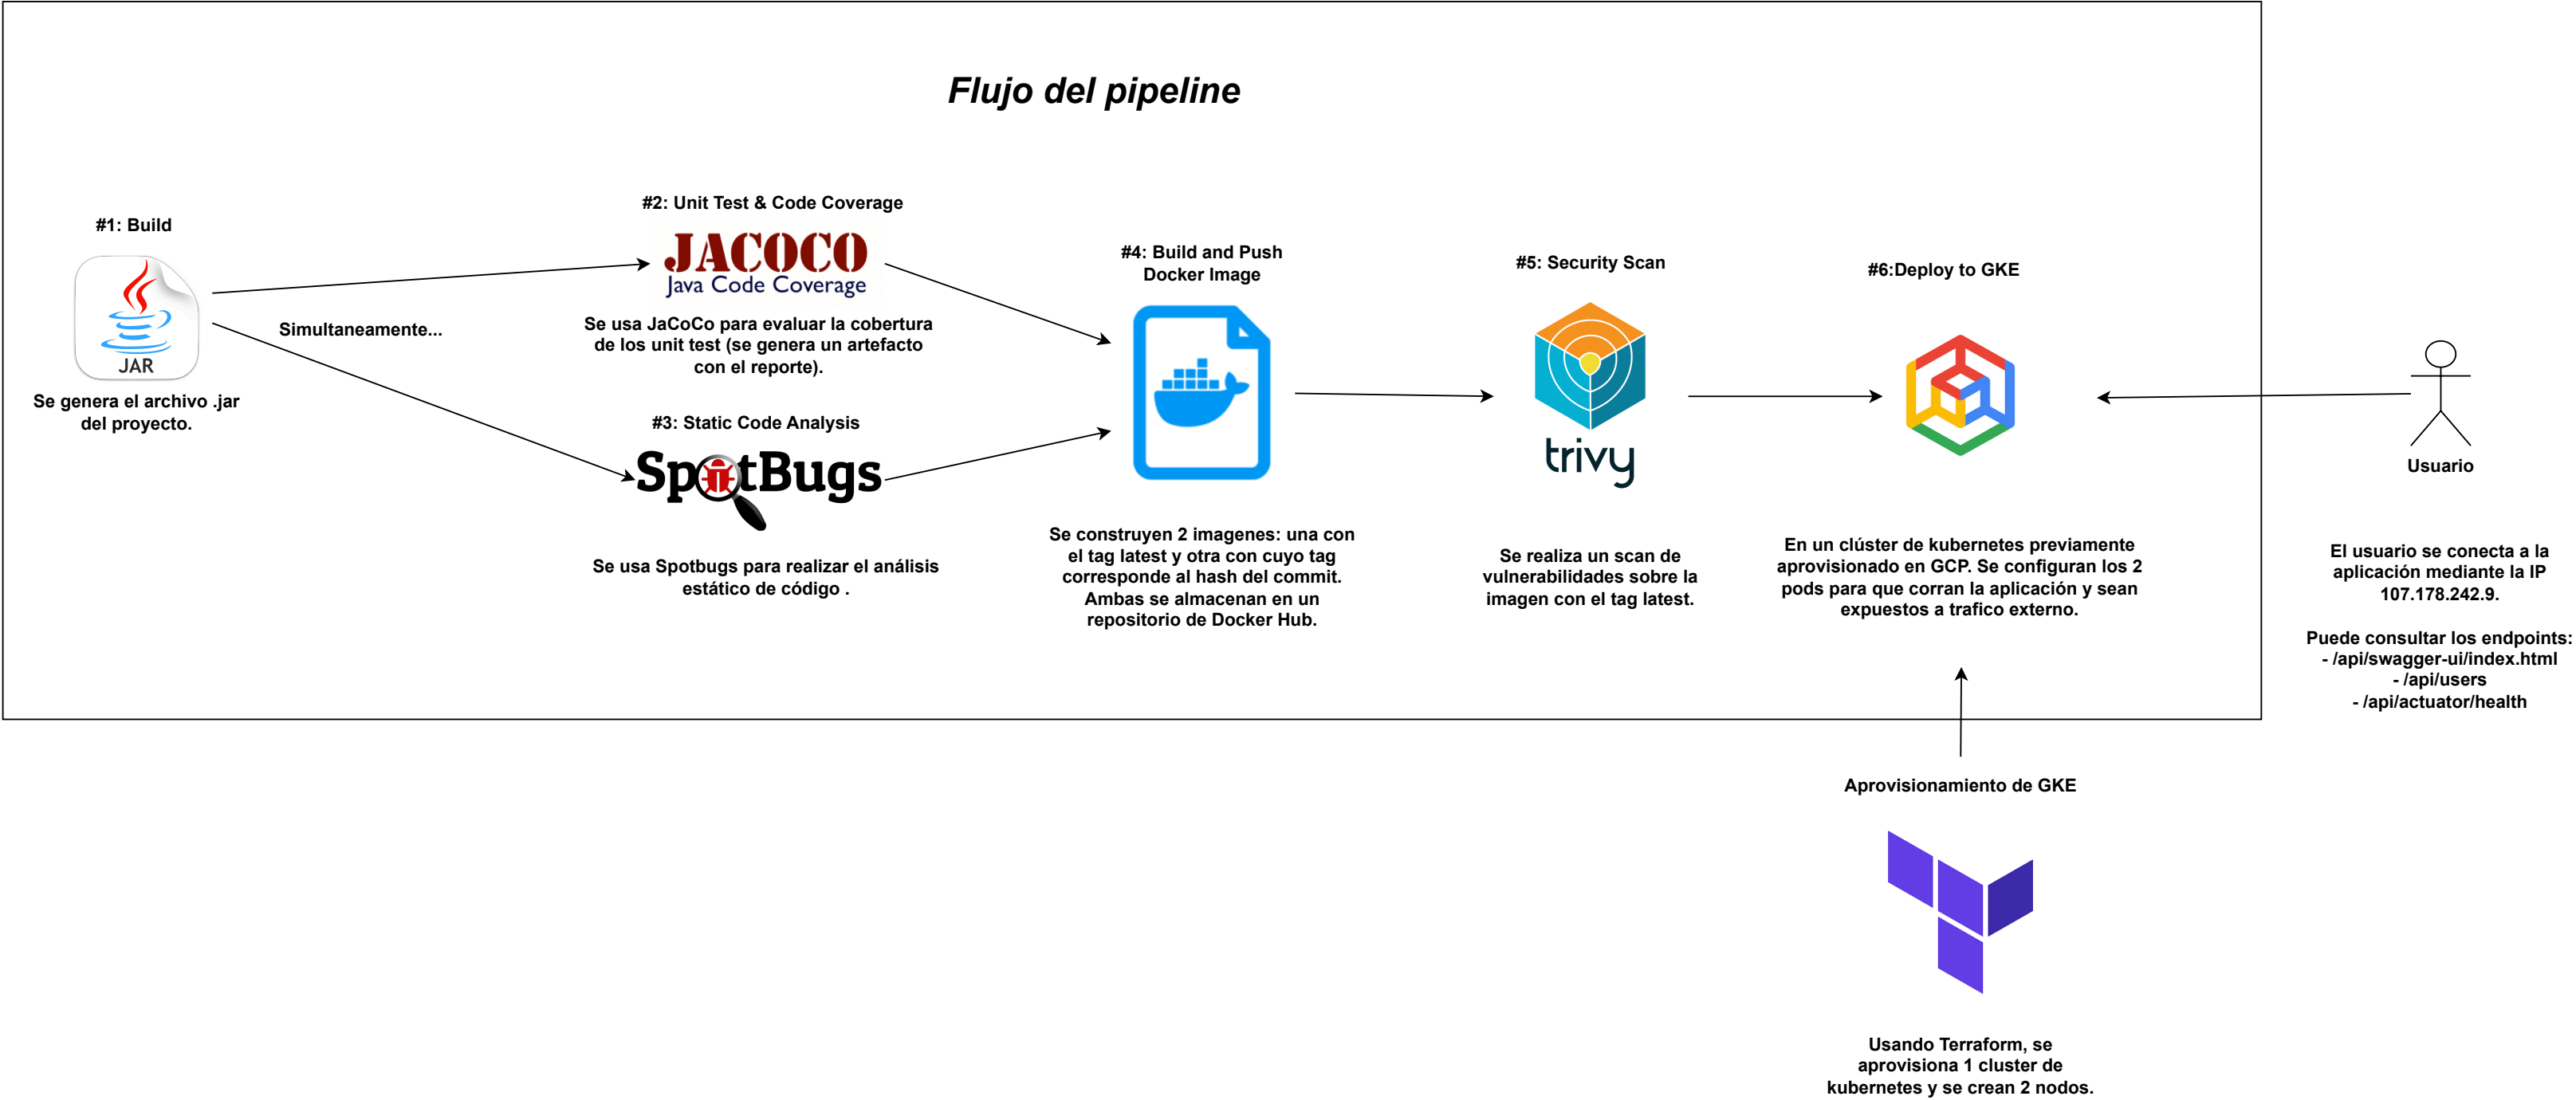 Flujo del pipeline
#1: Build
JAR
Se genera el archivo .jar
del proyecto.
Simultaneamente...
#2: Unit Test & Code Coverage
JACOCO
Java Code Coverage
Se usa JaCoCo para evaluar la cobertura
de los unit test (se genera un artefacto
con el reporte).
#3: Static Code Analysis
SpotBugs
Se usa Spotbugs para realizar el análisis
estático de código .
#4: Build and Push
Docker Image
Se construyen 2 imagenes: una con
el tag latest y otra con cuyo tag
corresponde al hash del commit.
Ambas se almacenan en un
repositorio de Docker Hub.
#5: Security Scan
trivy
Se realiza un scan de
vulnerabilidades sobre la
imagen con el tag latest.
#6:Deploy to GKE
En un clúster de kubernetes previamente
aprovisionado en GCP. Se configuran los 2
pods para que corran la aplicación y sean
expuestos a trafico externo.
Usuario
El usuario se conecta a la
aplicación mediante la IP
107.178.242.9.
Puede consultar los endpoints:
- /api/swagger-ui/index.html
- /api/users
- /api/actuator/health
Aprovisionamiento de GKE
Usando Terraform, se
aprovisiona 1 cluster de
kubernetes y se crean 2 nodos.